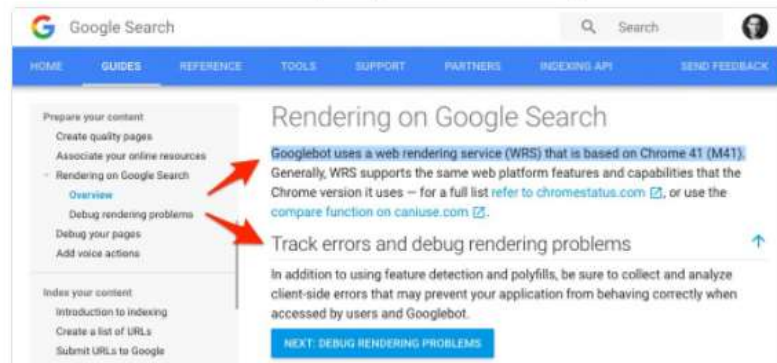 Google Search
Search
HOME GUIDES REFERENCE TOOLS SUPPORT PARTNERS INDEXING API SEND FEEDBACK
Prepare your content
Create quality pages
Associate your online resources
Rendering on Google Search
Overview
Debug rendering problems
Debug your pages
Add voice actions
Index your content
Introduction to indexing
Create a list of URLs
Submit URLs to Google
Rendering on Google Search
Googlebot uses a web rendering service (WRS) that is based on Chrome 41 (M41).
Generally, WRS supports the same web platform features and capabilities that the
Chrome version it uses — for a full list refer to chromestatus.com, or use the
compare function on caniuse.com.
Track errors and debug rendering problems
In addition to using feature detection and polyfills, be sure to collect and analyze
client-side errors that may prevent your application from behaving correctly when
accessed by users and Googlebot.
NEXT: DEBUG RENDERING PROBLEMS